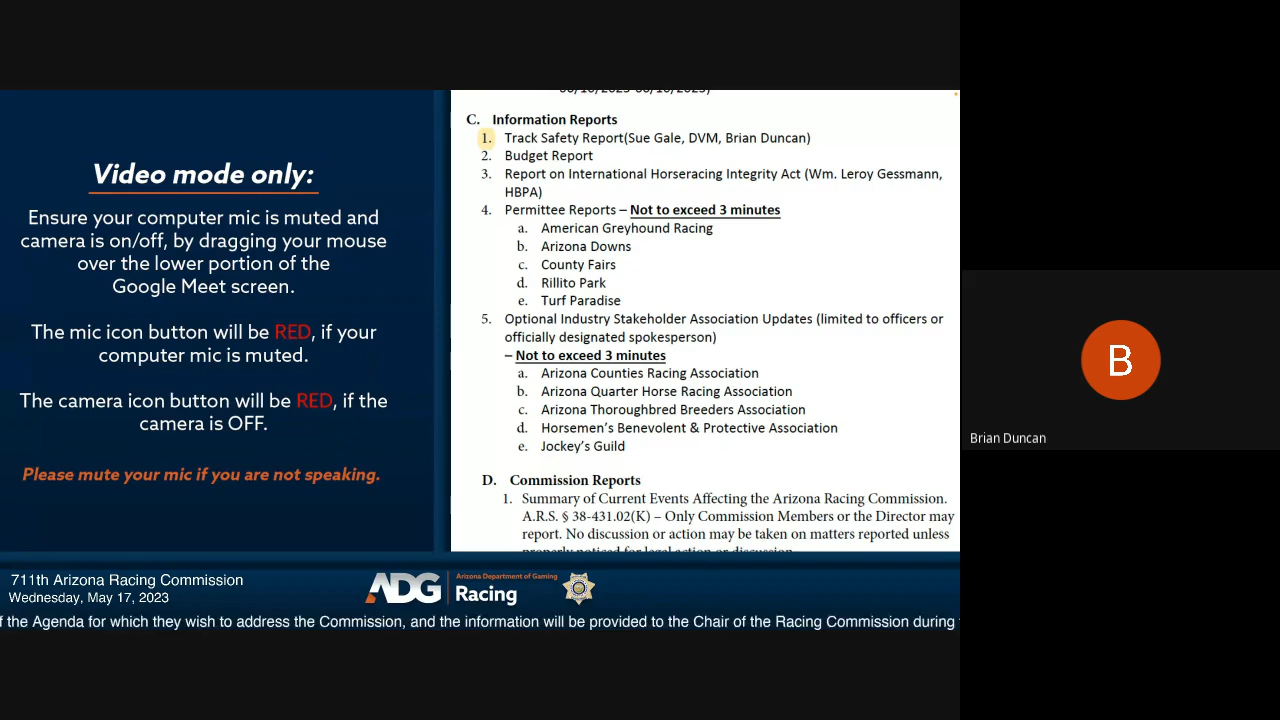 Video mode only:
Ensure your computer mic is muted and
camera is on/off, by dragging your mouse
over the lower portion of the
Google Meet screen.
The mic icon button will be RED, if your
computer mic is muted.
The camera icon button will be RED, if the
camera is OFF.
Please mute your mic if you are not speaking.
C. Information Reports
1. Track Safety Report(Sue Gale, DVM, Brian Duncan)
2. Budget Report
3. Report on International Horseracing Integrity Act (Wm. Leroy Gessmann,
HBPA)
4. Permittee Reports – Not to exceed 3 minutes
a. American Greyhound Racing
b. Arizona Downs
c. County Fairs
d. Rillito Park
e. Turf Paradise
5. Optional Industry Stakeholder Association Updates (limited to officers or
officially designated spokesperson)
– Not to exceed 3 minutes
a. Arizona Counties Racing Association
b. Arizona Quarter Horse Racing Association
c. Arizona Thoroughbred Breeders Association
d. Horsemen’s Benevolent & Protective Association
e. Jockey’s Guild
D. Commission Reports
1. Summary of Current Events Affecting the Arizona Racing Commission.
A.R.S. § 38-431.02(K) – Only Commission Members or the Director may
report. No discussion or action may be taken on matters reported unless
properly noticed for legal action or discussion.
711th Arizona Racing Commission
Wednesday, May 17, 2023
ADG
Arizona Department of Gaming
Racing
f the Agenda for which they wish to address the Commission, and the information will be provided to the Chair of the Racing Commission during
B
Brian Duncan